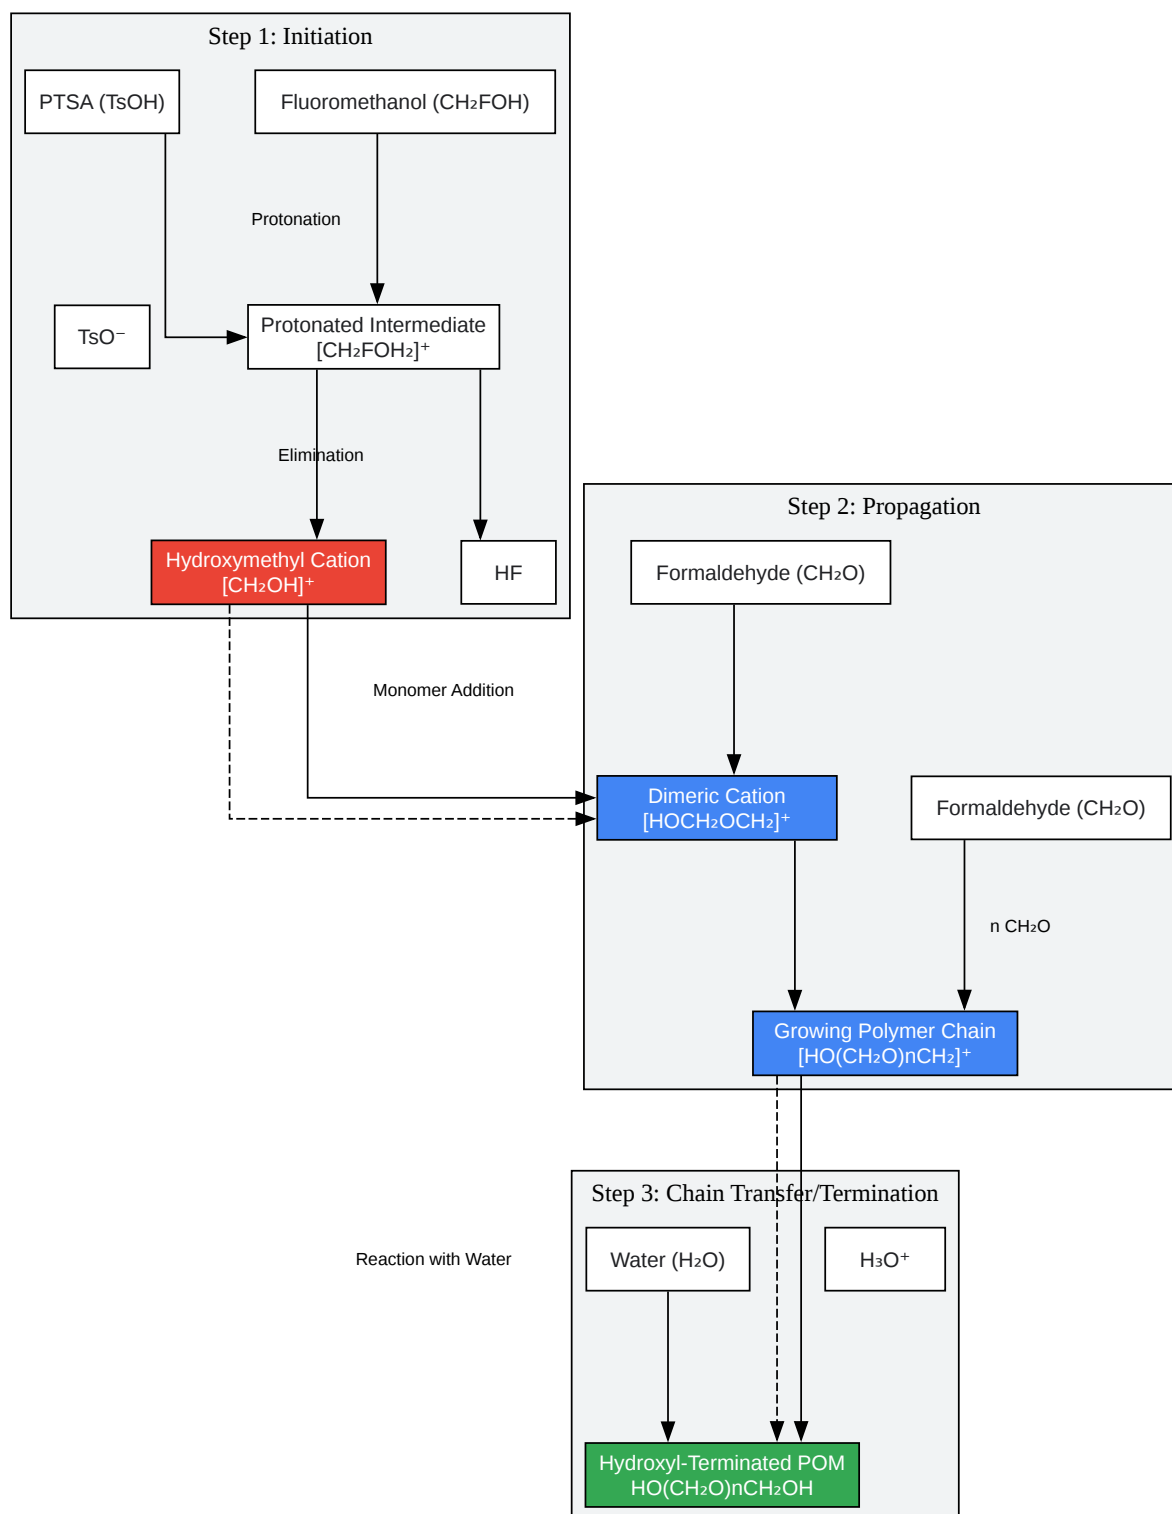 Step 1: Initiation
PTSA (TsOH)
Fluoromethanol (CH₂FOH)
Protonation
TsO⁻
Protonated Intermediate
[CH₂FOH₂]⁺
Elimination
Hydroxymethyl Cation
[CH₂OH]⁺
HF
Step 2: Propagation
Formaldehyde (CH₂O)
Monomer Addition
Dimeric Cation
[HOCH₂OCH₂]⁺
Formaldehyde (CH₂O)
n CH₂O
Growing Polymer Chain
[HO(CH₂O)nCH₂]⁺
Step 3: Chain Transfer/Termination
Reaction with Water
Water (H₂O)
H₃O⁺
Hydroxyl-Terminated POM
HO(CH₂O)nCH₂OH